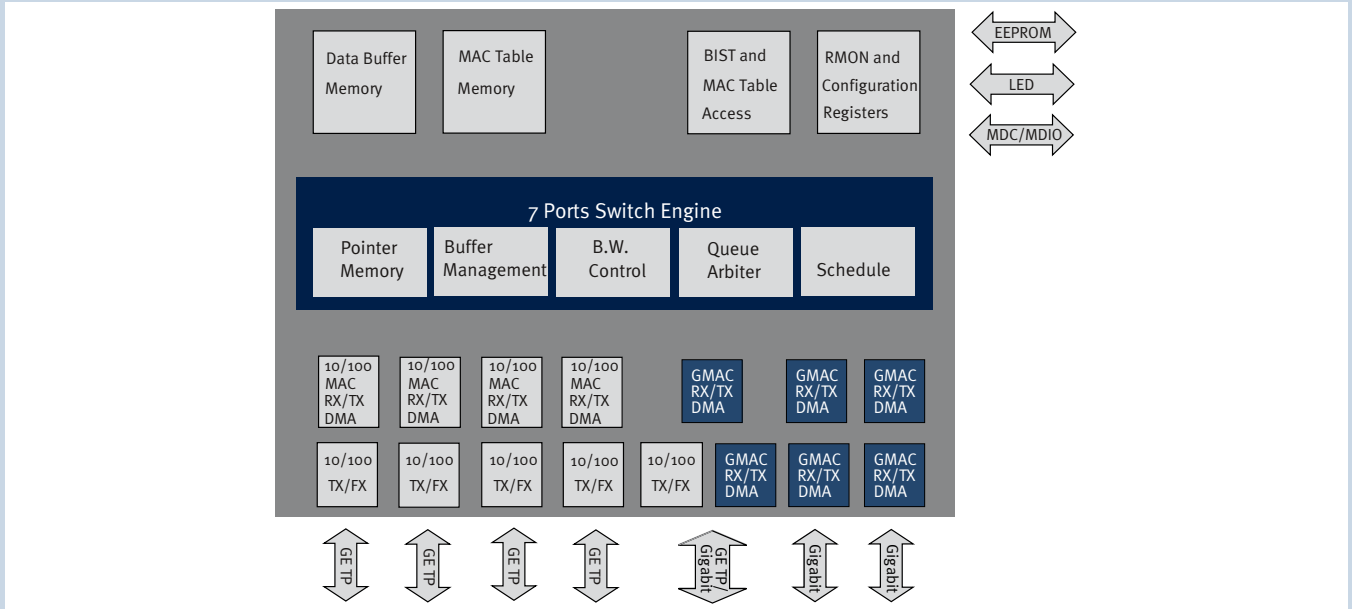 Data Buffer
Memory
MAC Table
Memory
BIST and
MAC Table
Access
RMON and
Configuration
Registers
EEPROM
LED
MDC/MDIO
7 Ports Switch Engine
Pointer
Memory
Buffer
Management
B.W.
Control
Queue
Arbiter
Schedule
10/100
MAC
RX/TX
DMA
10/100
MAC
RX/TX
DMA
10/100
MAC
RX/TX
DMA
10/100
MAC
RX/TX
DMA
GMAC
RX/TX
DMA
GMAC
RX/TX
DMA
GMAC
RX/TX
DMA
10/100
TX/FX
10/100
TX/FX
10/100
TX/FX
10/100
TX/FX
10/100
TX/FX
GMAC
RX/TX
DMA
GMAC
RX/TX
DMA
GMAC
RX/TX
DMA
GE TP
GE TP
GE TP
GE TP
GE TP/
Gigabit
Gigabit
Gigabit